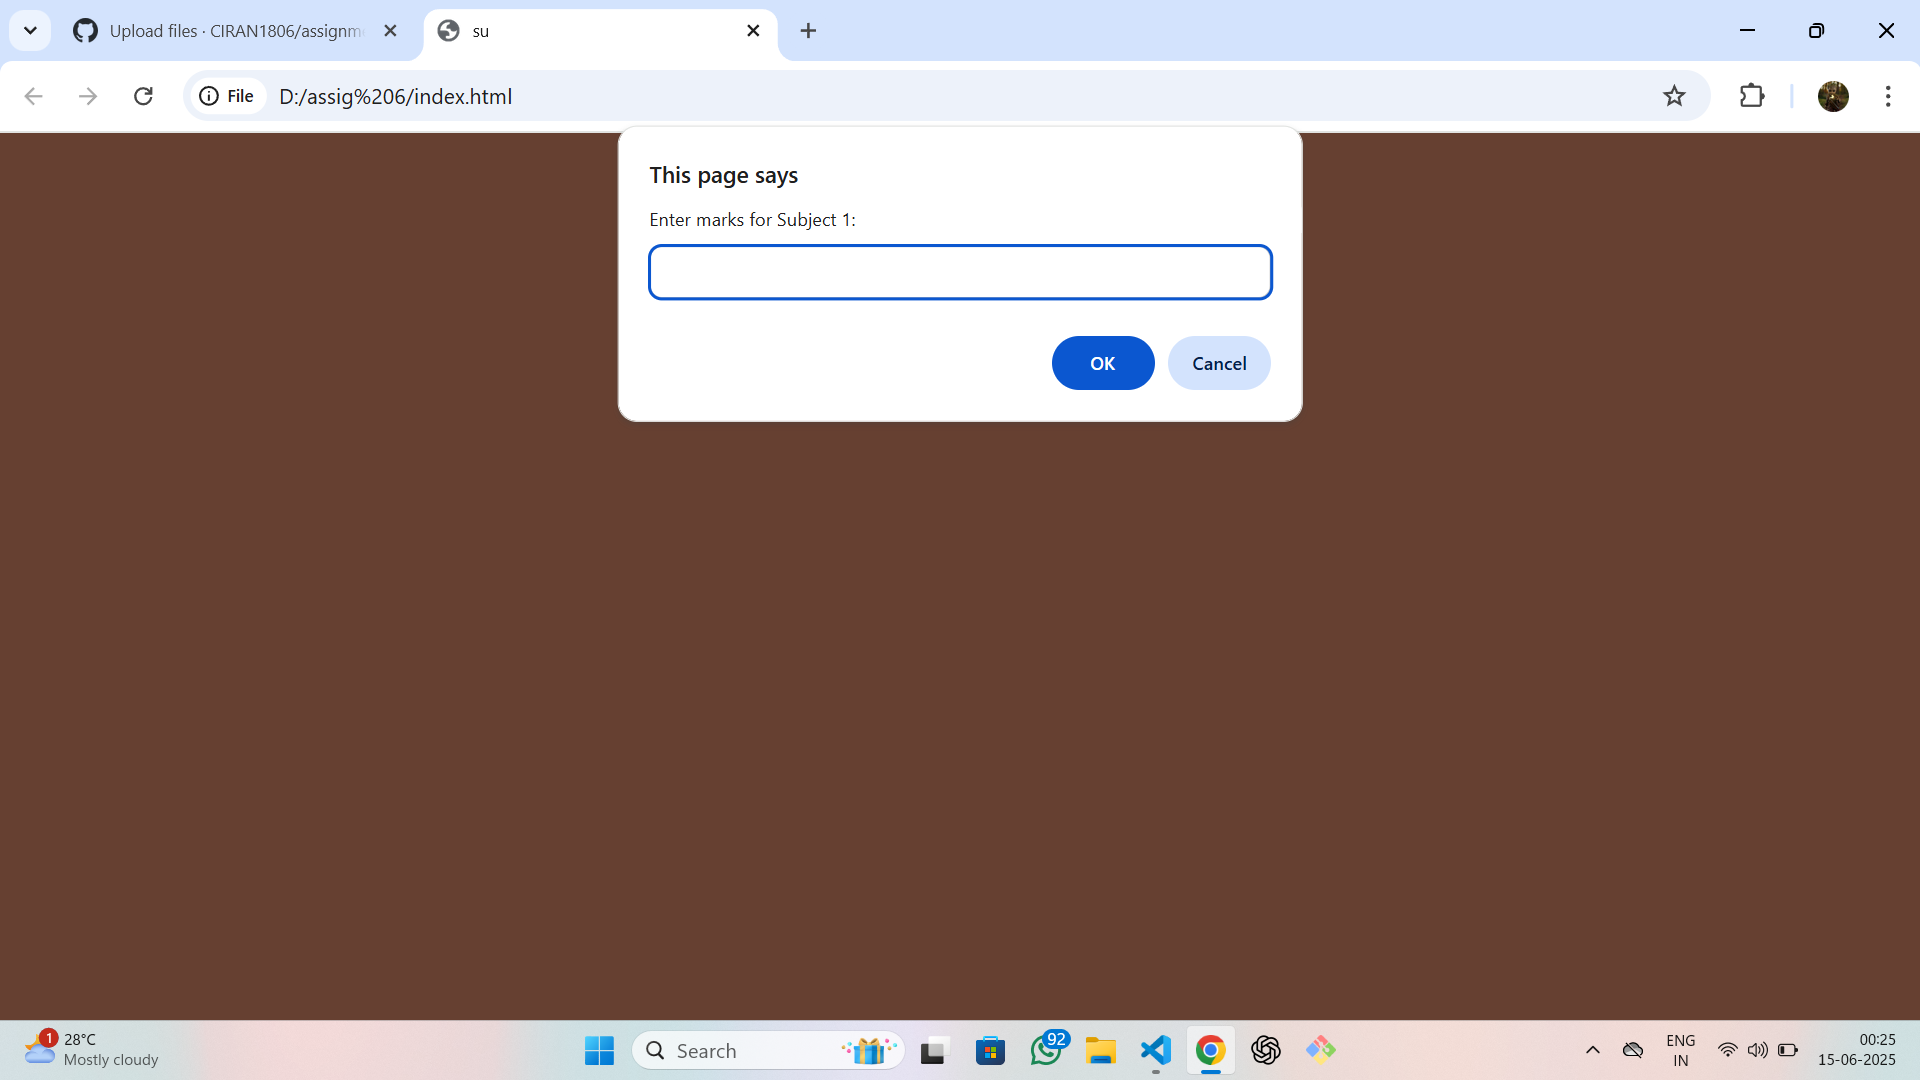 Upload files · CIRAN1806/assignm
su
File
D:/assig%206/index.html
This page says
Enter marks for Subject 1:
OK
Cancel
1
28°C
Mostly cloudy
Search
92
ENG
IN
00:25
15-06-2025